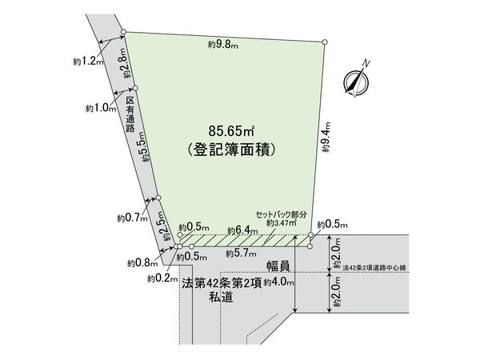 約9.8m
N
約1.2m
約2.8m
約1.0m
区有通路
約5.5m
85.65㎡
(登記簿面積)
約9.4m
約0.7m
約2.5m
セットバック部分
約3.47㎡
約0.5m
約6.4m
約0.5m
約0.5m
約5.7m
約0.8m
約0.2m
幅員
約4.0m
約2.0m
法42条2項道路中心線
約2.0m
法第42条第2項
私道